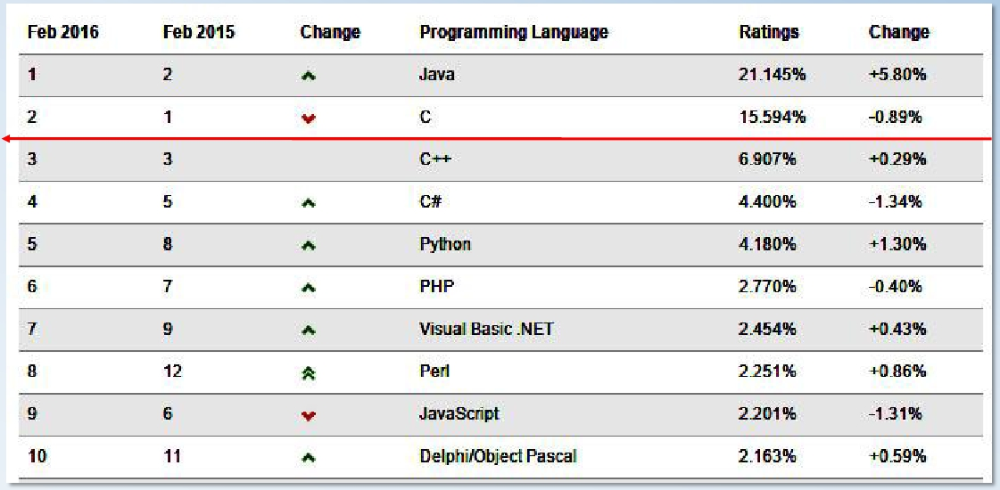 Feb 2016 Feb 2015 Change Programming Language Ratings Change
1 2 Java 21.145% +5.80%
2 1 C 15.594% -0.89%
3 3 C++ 6.907% +0.29%
4 5 C# 4.400% -1.34%
5 8 Python 4.180% +1.30%
6 7 PHP 2.770% -0.40%
7 9 Visual Basic .NET 2.454% +0.43%
8 12 Perl 2.251% +0.86%
9 6 JavaScript 2.201% -1.31%
10 11 Delphi/Object Pascal 2.163% +0.59%